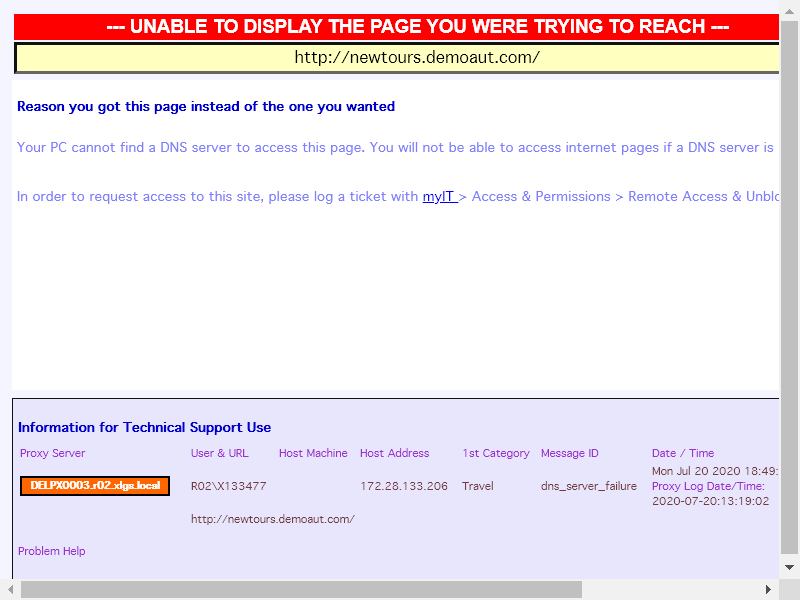 --- UNABLE TO DISPLAY THE PAGE YOU WERE TRYING TO REACH ---
http://newtours.demoaut.com/
Reason you got this page instead of the one you wanted
Your PC cannot find a DNS server to access this page. You will not be able to access internet pages if a DNS server is
In order to request access to this site, please log a ticket with myIT > Access & Permissions > Remote Access &
Information for Technical Support Use
Proxy Server User & URL Host Machine Host Address 1st Category Message ID Date / Time
Mon Jul 20 2020 18:49:
DELPX0003.r02.xlgs.local R02\X133477 172.28.133.206 Travel dns_server_failure Proxy Log Date/Time:
2020-07-20:13:19:02
http://newtours.demoaut.com/
Problem Help